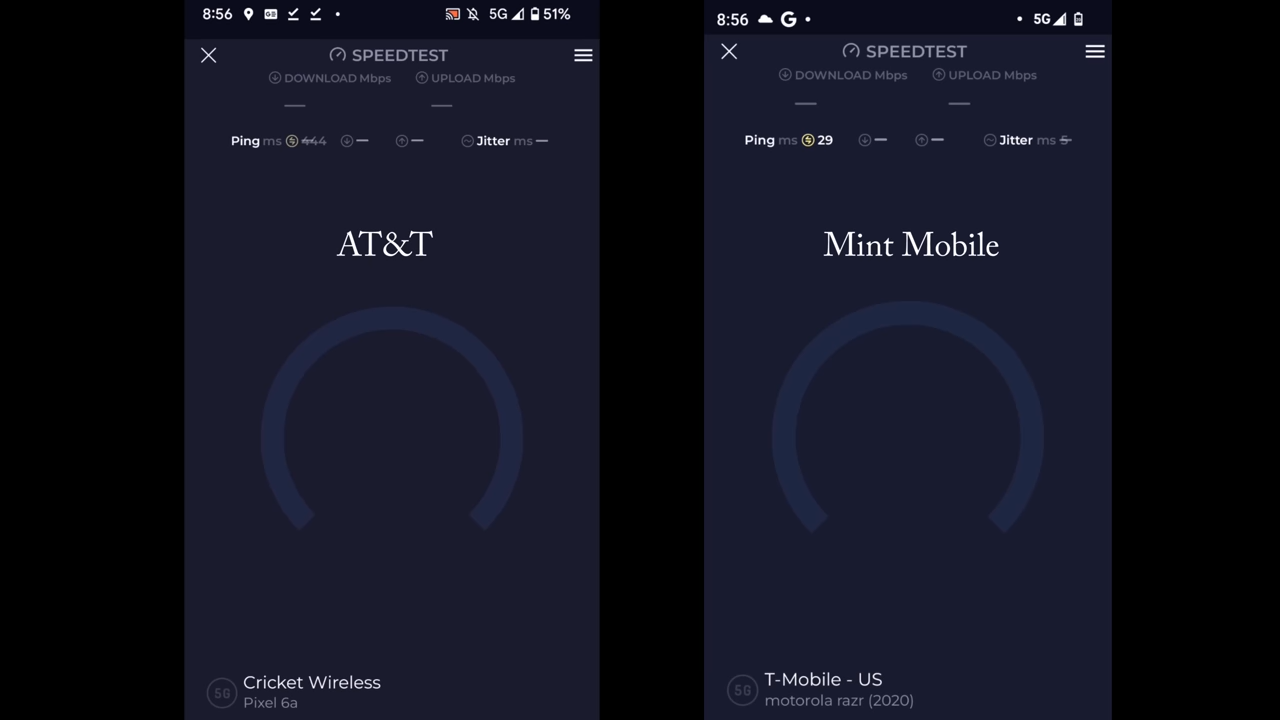 8:56
5G 51%
SPEEDTEST
DOWNLOAD Mbps UPLOAD Mbps
Ping ms — — Jitter ms —
AT&T
5G Cricket Wireless
Pixel 6a
8:56 G
5G
SPEEDTEST
DOWNLOAD Mbps UPLOAD Mbps
Ping ms 29 — — Jitter ms
Mint Mobile
5G T-Mobile - US
motorola razr (2020)